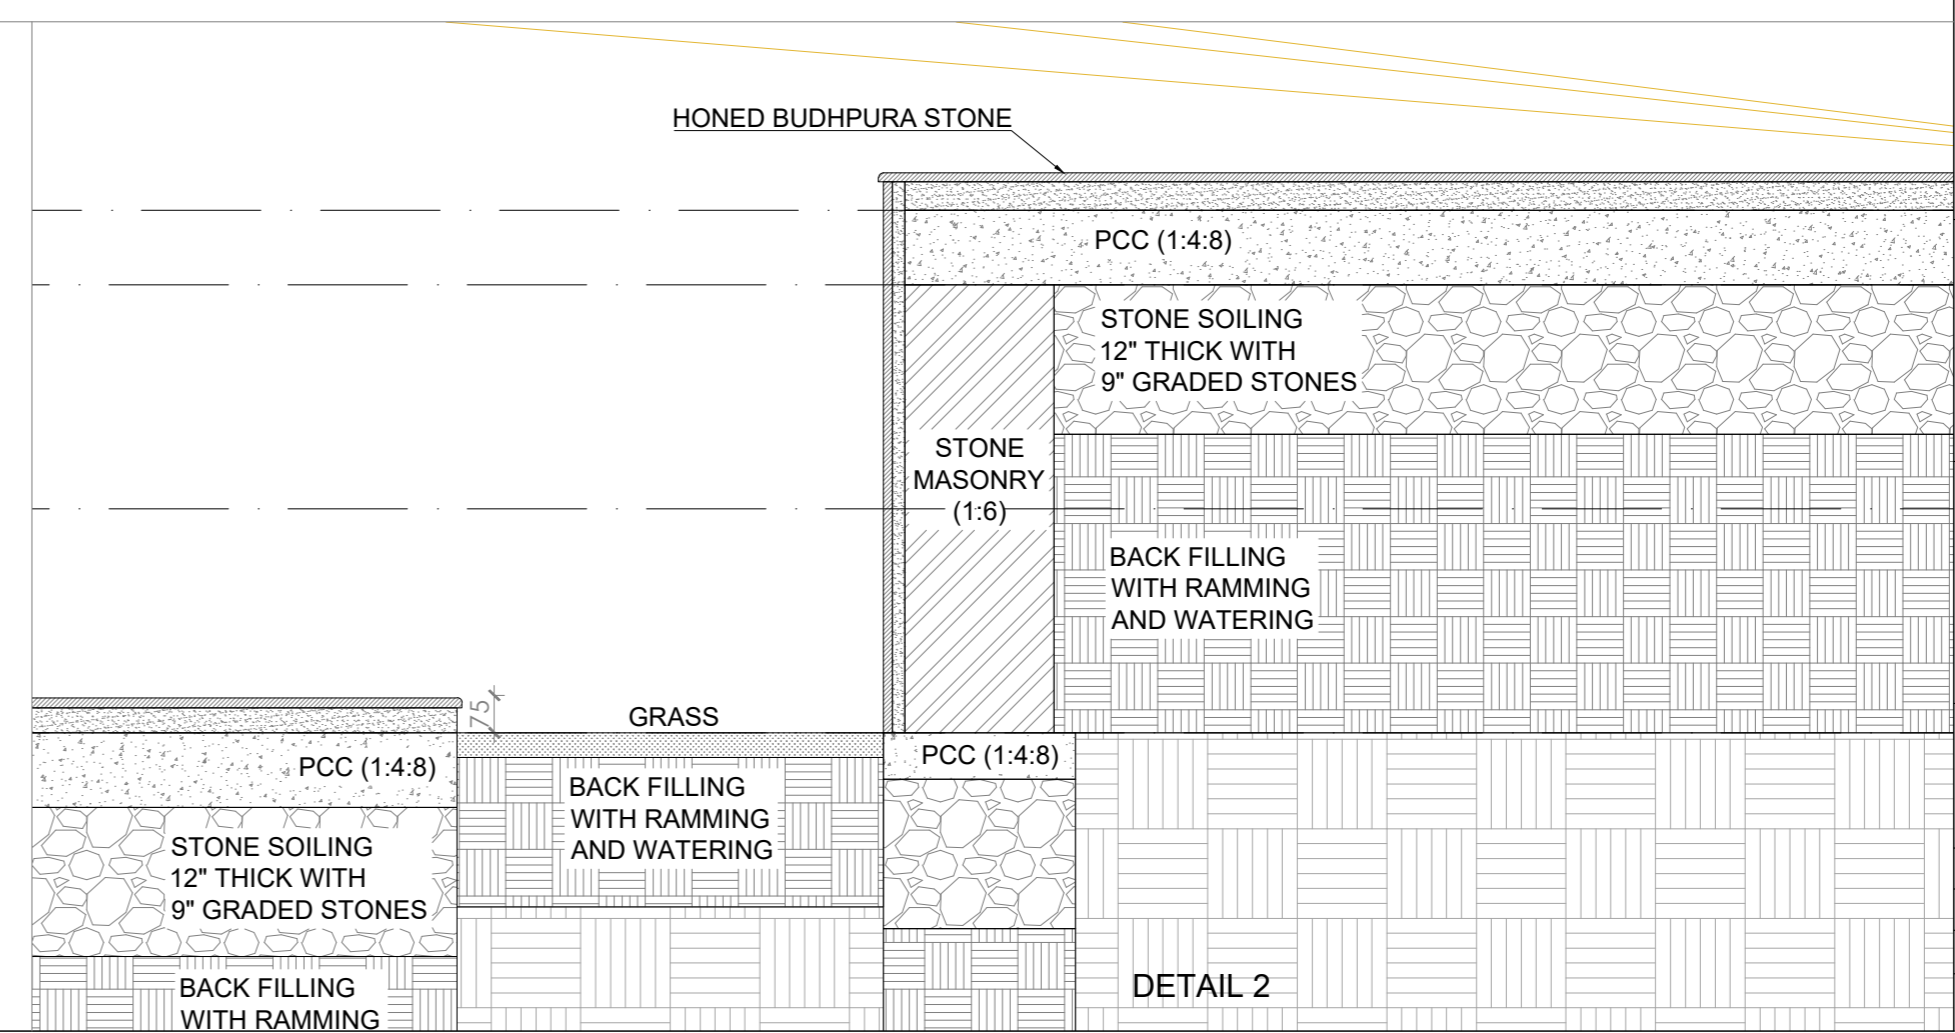 HONED BUDHPURA STONE
PCC (1:4:8)
STONE SOILING
12" THICK WITH
9" GRADED STONES
STONE
MASONRY
(1:6)
BACK FILLING
WITH RAMMING
AND WATERING
75
GRASS
PCC (1:4:8)
PCC (1:4:8)
BACK FILLING
WITH RAMMING
AND WATERING
STONE SOILING
12" THICK WITH
9" GRADED STONES
BACK FILLING
WITH RAMMING
DETAIL 2